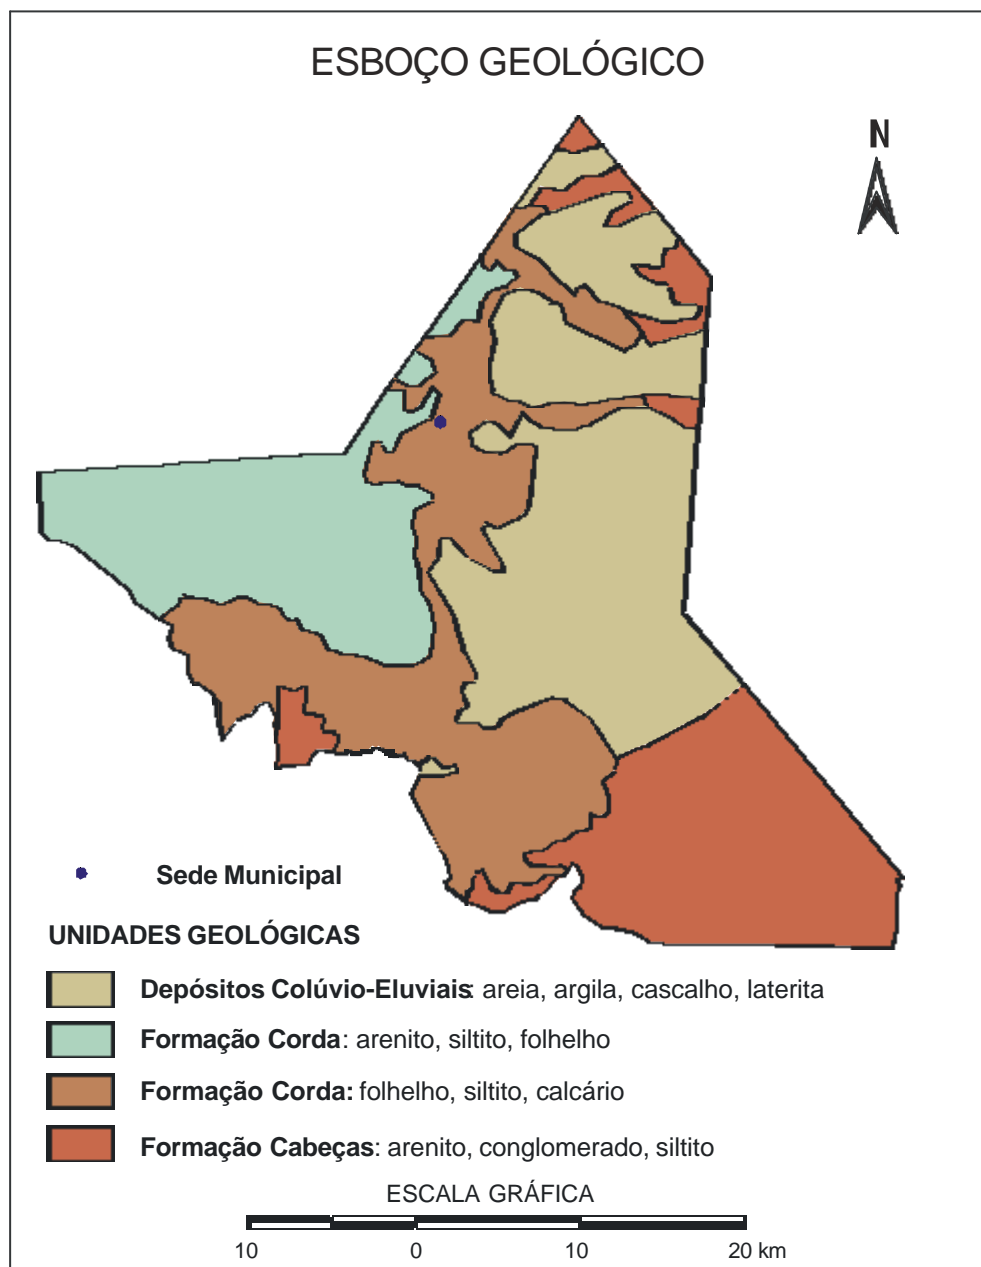 ESBOÇO GEOLÓGICO
N
Sede Municipal
UNIDADES GEOLÓGICAS
Depósitos Colúvio-Eluviais: areia, argila, cascalho, laterita
Formação Corda: arenito, siltito, folhelho
Formação Corda: folhelho, siltito, calcário
Formação Cabeças: arenito, conglomerado, siltito
ESCALA GRÁFICA
10 0 10 20 km